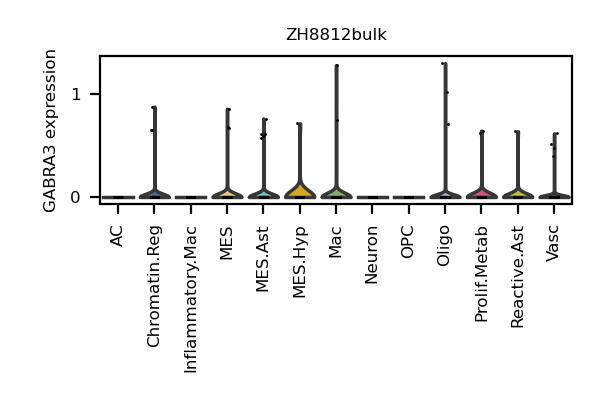 ZH8812bulk
GABRA3 expression
1
0
AC
Chromatin.Reg
Inflammatory.Mac
MES
MES.Ast
MES.Hyp
Mac
Neuron
OPC
Oligo
Prolif.Metab
Reactive.Ast
Vasc